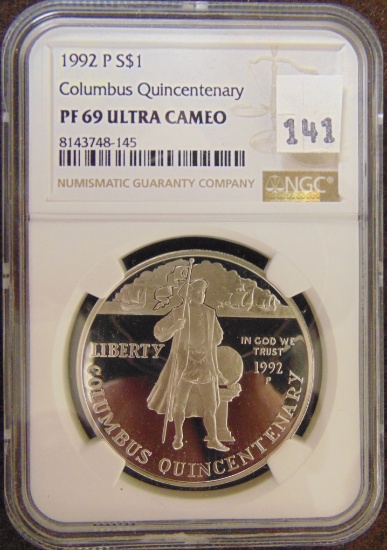 1992 P S$1
Columbus Quincentenary
PF 69 ULTRA CAMEO
141
8143748-145
NUMISMATIC GUARANTY COMPANY
NGC
LIBERTY
IN GOD WE
TRUST
1992
P
COLUMBUS QUINCENTENARY